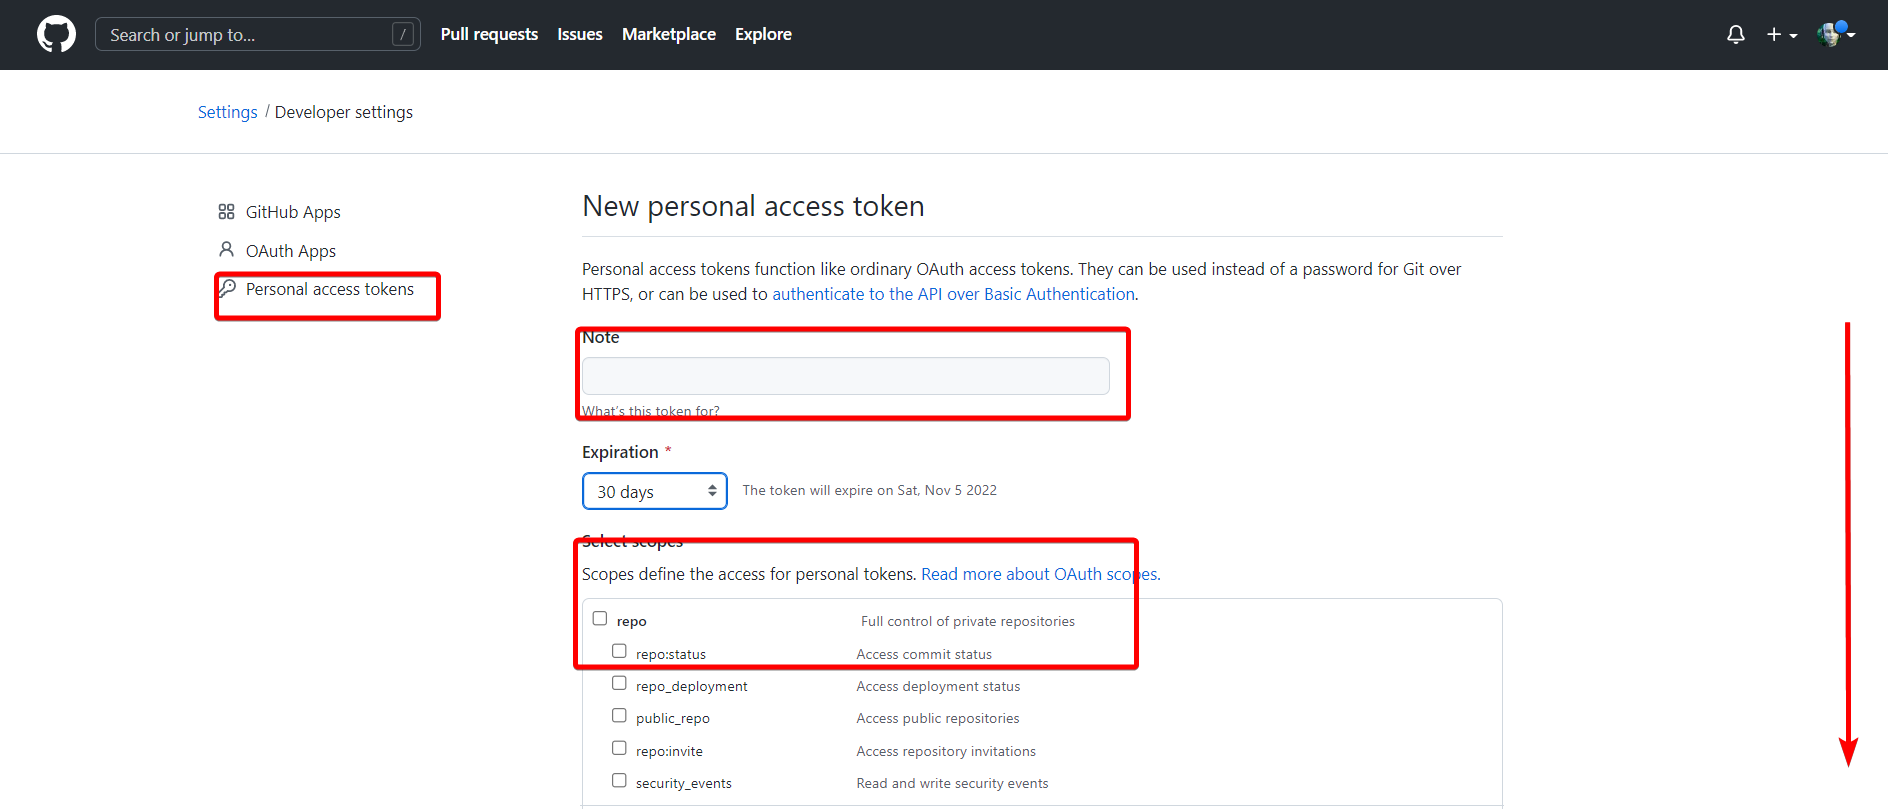 Search or jump to... /
Pull requests Issues Marketplace Explore
Settings / Developer settings
GitHub Apps
OAuth Apps
Personal access tokens
New personal access token
Personal access tokens function like ordinary OAuth access tokens. They can be used instead of a password for Git over
HTTPS, or can be used to authenticate to the API over Basic Authentication.
Note
What's this token for?
Expiration *
30 days The token will expire on Sat, Nov 5 2022
Select scopes
Scopes define the access for personal tokens. Read more about OAuth scopes.
repo Full control of private repositories
repo:status Access commit status
repo_deployment Access deployment status
public_repo Access public repositories
repo:invite Access repository invitations
security_events Read and write security events